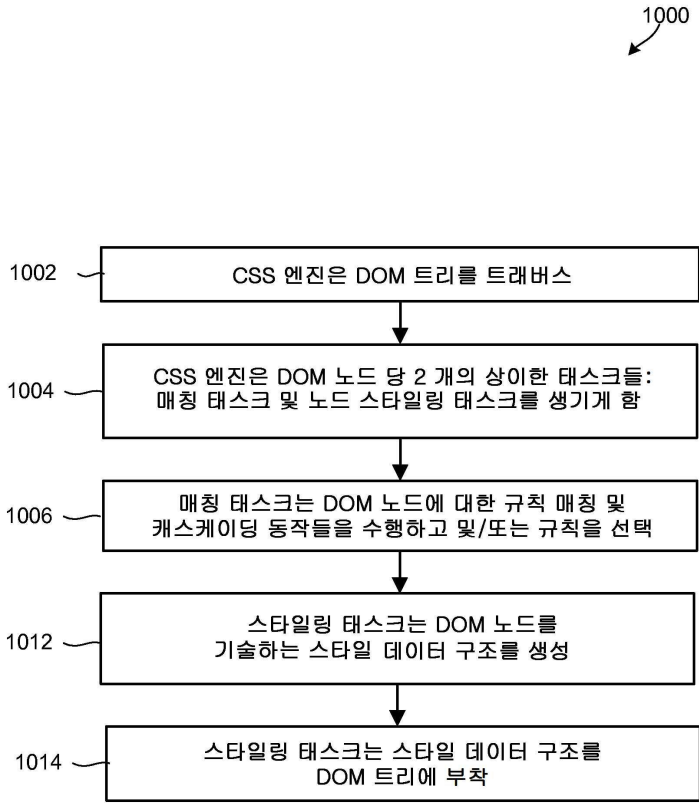 1000
1002
CSS 엔진은 DOM 트리를 트래버스
1004
CSS 엔진은 DOM 노드 당 2 개의 상이한 태스크들:
매칭 태스크 및 노드 스타일링 태스크를 생기게 함
1006
매칭 태스크는 DOM 노드에 대한 규칙 매칭 및
캐스케이딩 동작들을 수행하고 및/또는 규칙을 선택
1012
스타일링 태스크는 DOM 노드를
기술하는 스타일 데이터 구조를 생성
1014
스타일링 태스크는 스타일 데이터 구조를
DOM 트리에 부착